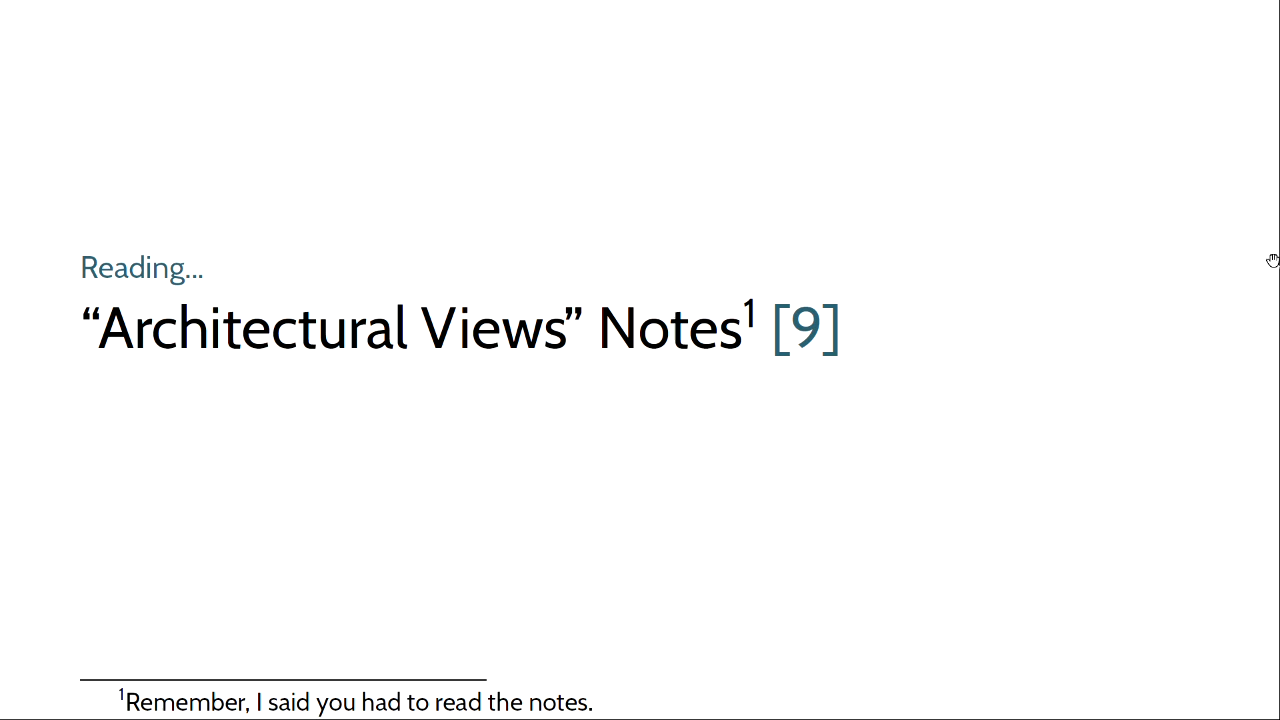 Reading...
“Architectural Views” Notes¹ [9]
¹Remember, I said you had to read the notes.